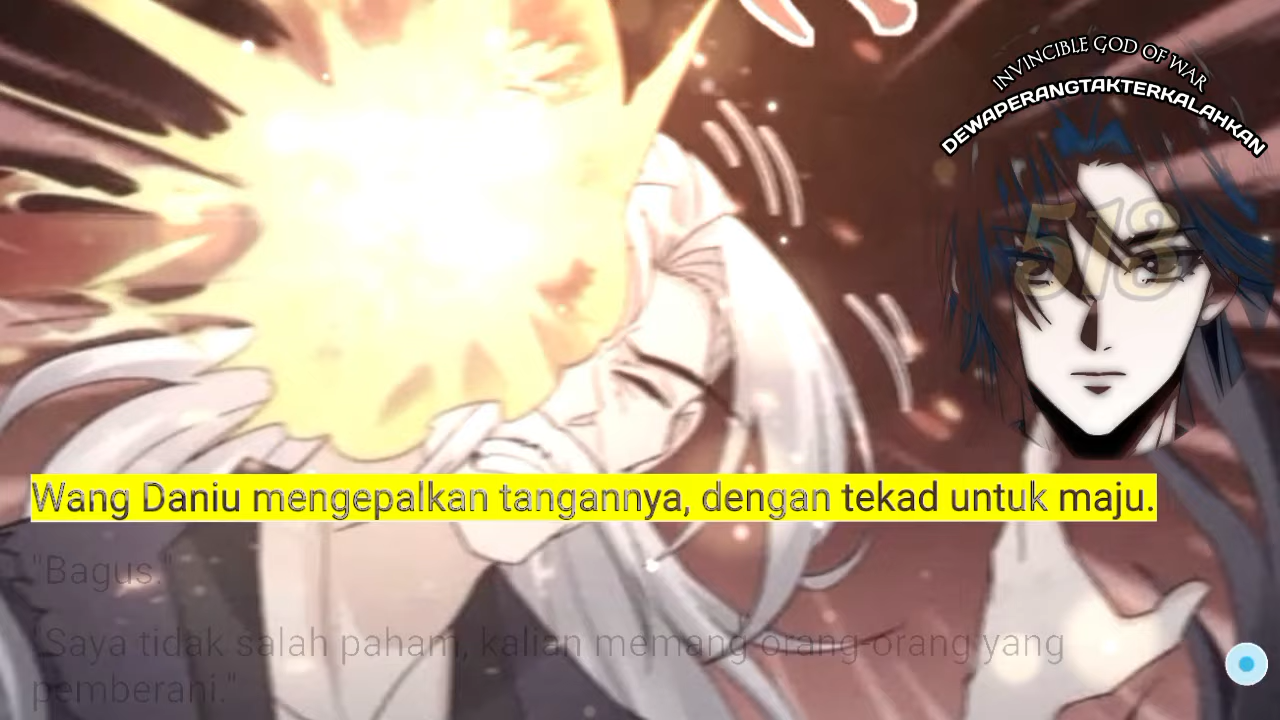 INVINCIBLE GOD OF WAR
DEWAPERANGTAKTERKALAHKAN
513
Wang Daniu mengepalkan tangannya, dengan tekad untuk maju.
"Bagus."
"Saya tidak salah paham, kalian memang orang-orang yang
pemberani."